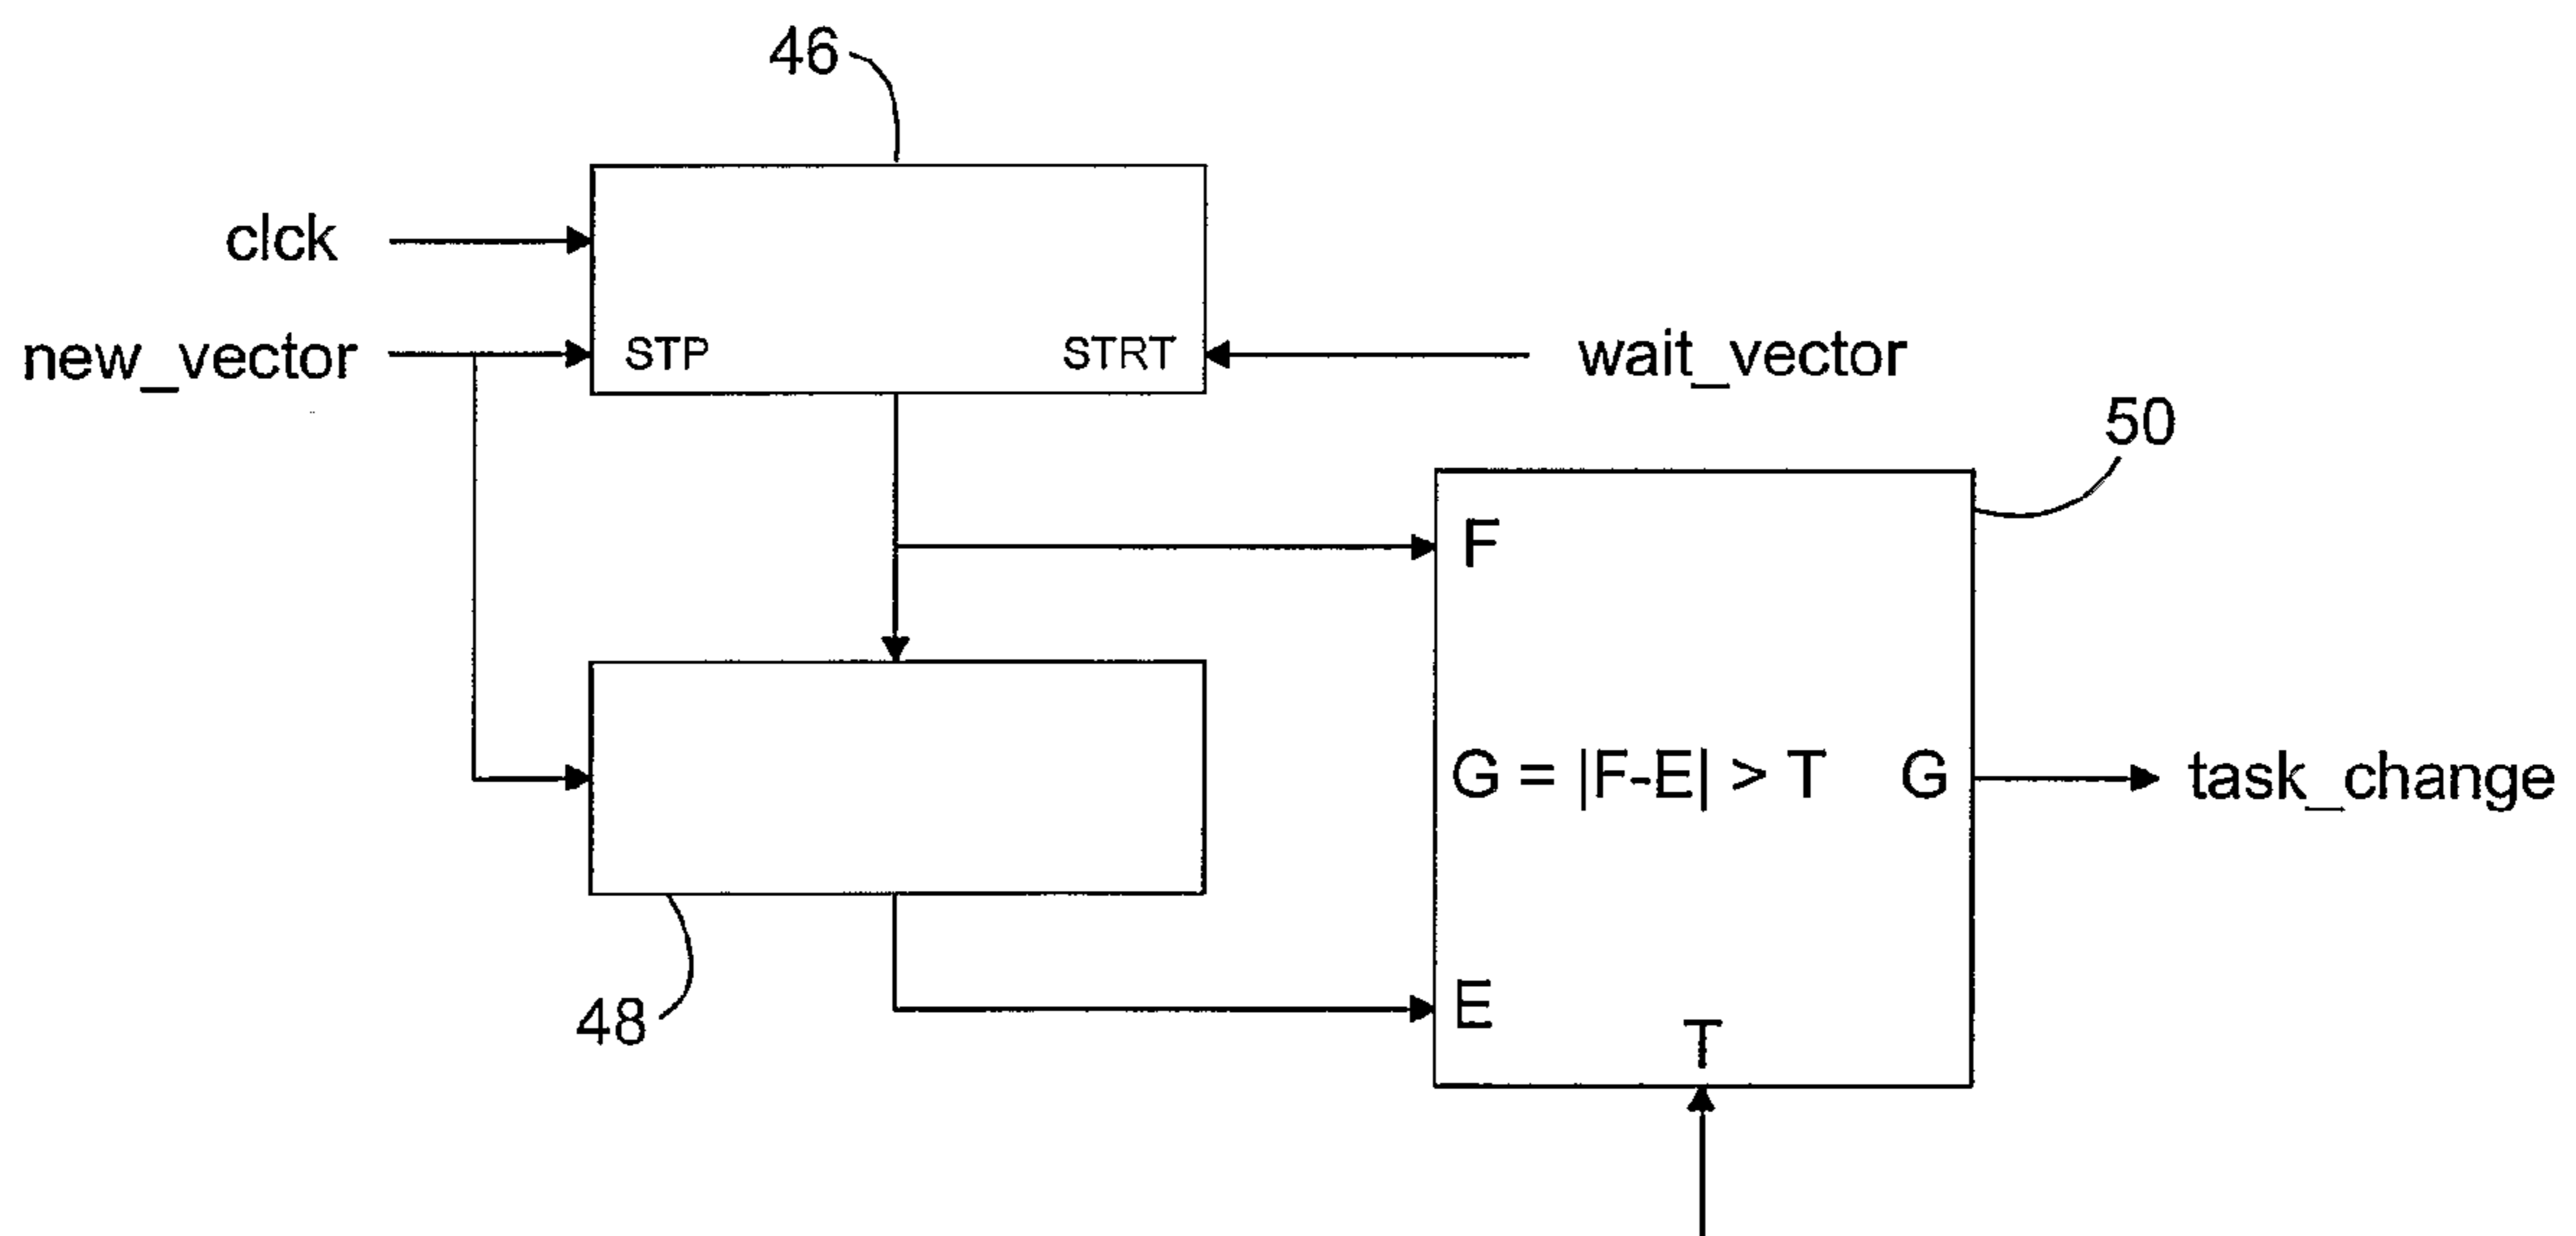 46
clck
new_vector
STP
STRT
wait_vector
50
F
G = |F-E| > T
G
task_change
48
E
T